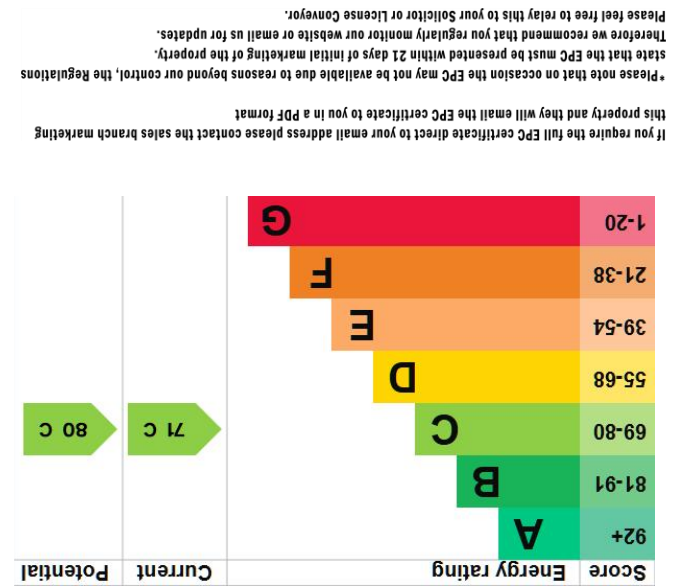 Score Energy rating Current Potential
92+ A
81-91 B
69-80 C 71 C 80 C
55-68 D
39-54 E
21-38 F
1-20 G
If you require the full EPC certificate direct to your email address please contact the sales branch marketing
this property and they will email the EPC certificate to you in a PDF format
*Please note that on occasion the EPC may not be available due to reasons beyond our control, the Regulations
state that the EPC must be presented within 21 days of initial marketing of the property.
Therefore we recommend that you regularly monitor our website or email us for updates.
Please feel free to relay this to your Solicitor or License Conveyor.